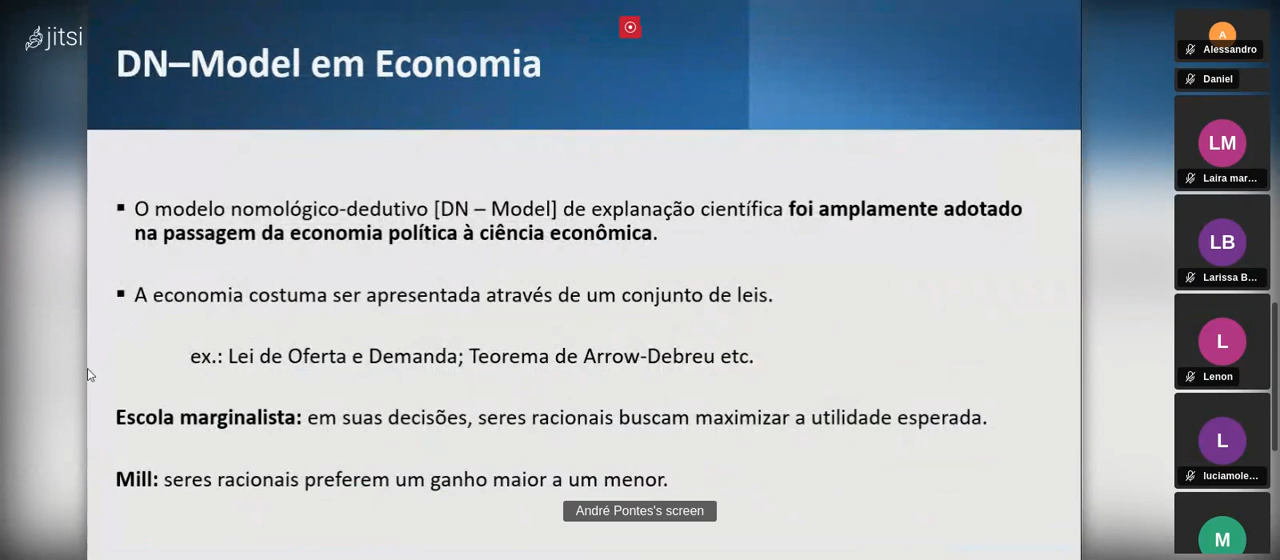 jitsi
DN–Model em Economia
▪ O modelo nomológico-dedutivo [DN – Model] de explanação científica foi amplamente adotado
na passagem da economia política à ciência econômica.
▪ A economia costuma ser apresentada através de um conjunto de leis.
ex.: Lei de Oferta e Demanda; Teorema de Arrow-Debreu etc.
Escola marginalista: em suas decisões, seres racionais buscam maximizar a utilidade esperada.
Mill: seres racionais preferem um ganho maior a um menor.
André Pontes's screen
A
Alessandro
Daniel
LM
Laira mar...
LB
Larissa B...
L
Lenon
L
luciamole...
M